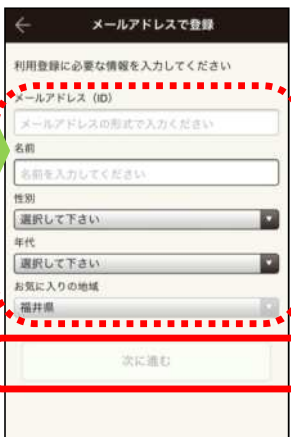 メールアドレスで登録
利用登録に必要な情報を入力してください
メールアドレス（ID）
メールアドレスの形式で入力ください
名前
名前を入力してください
性別
選択して下さい
年代
選択して下さい
お気に入りの地域
福井県
次に進む